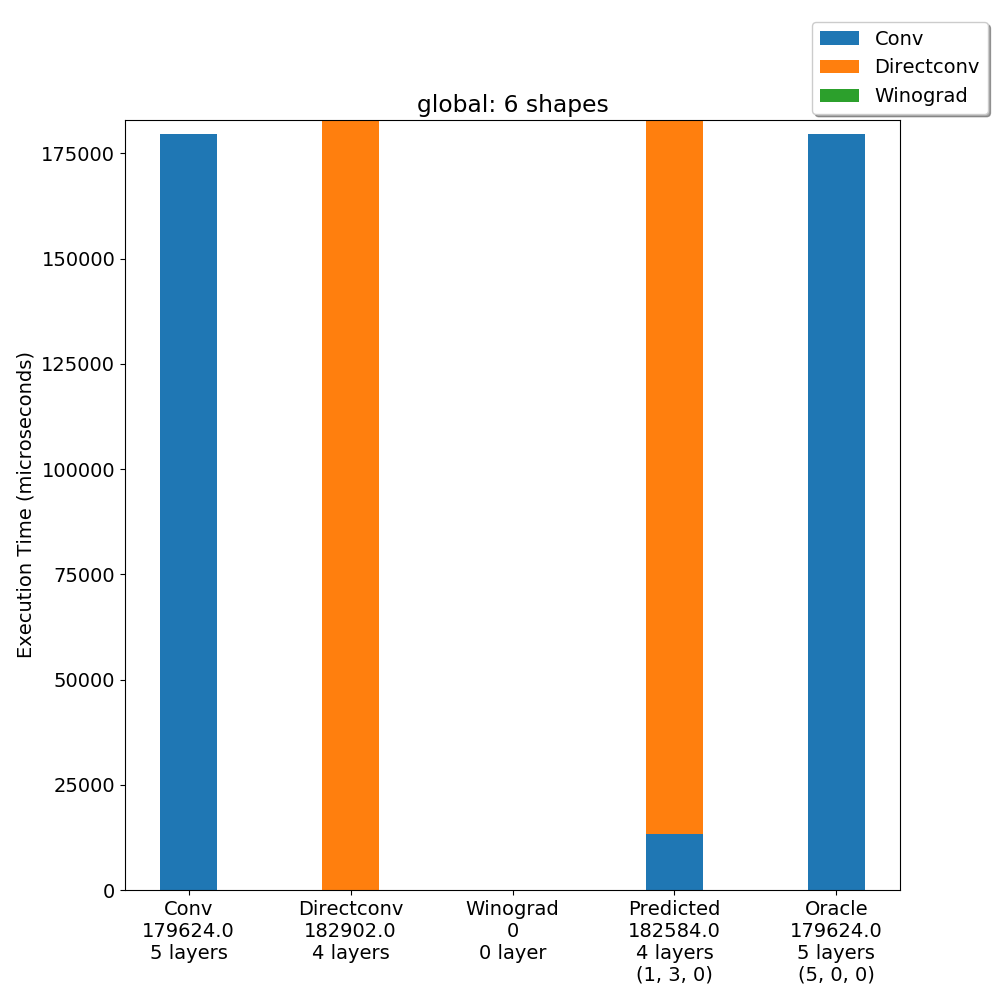 Conv
Directconv
Winograd
global: 6 shapes
Execution Time (microseconds)
175000
150000
125000
100000
75000
50000
25000
0
Conv
179624.0
5 layers
Directconv
182902.0
4 layers
Winograd
0
0 layer
Predicted
182584.0
4 layers
(1, 3, 0)
Oracle
179624.0
5 layers
(5, 0, 0)